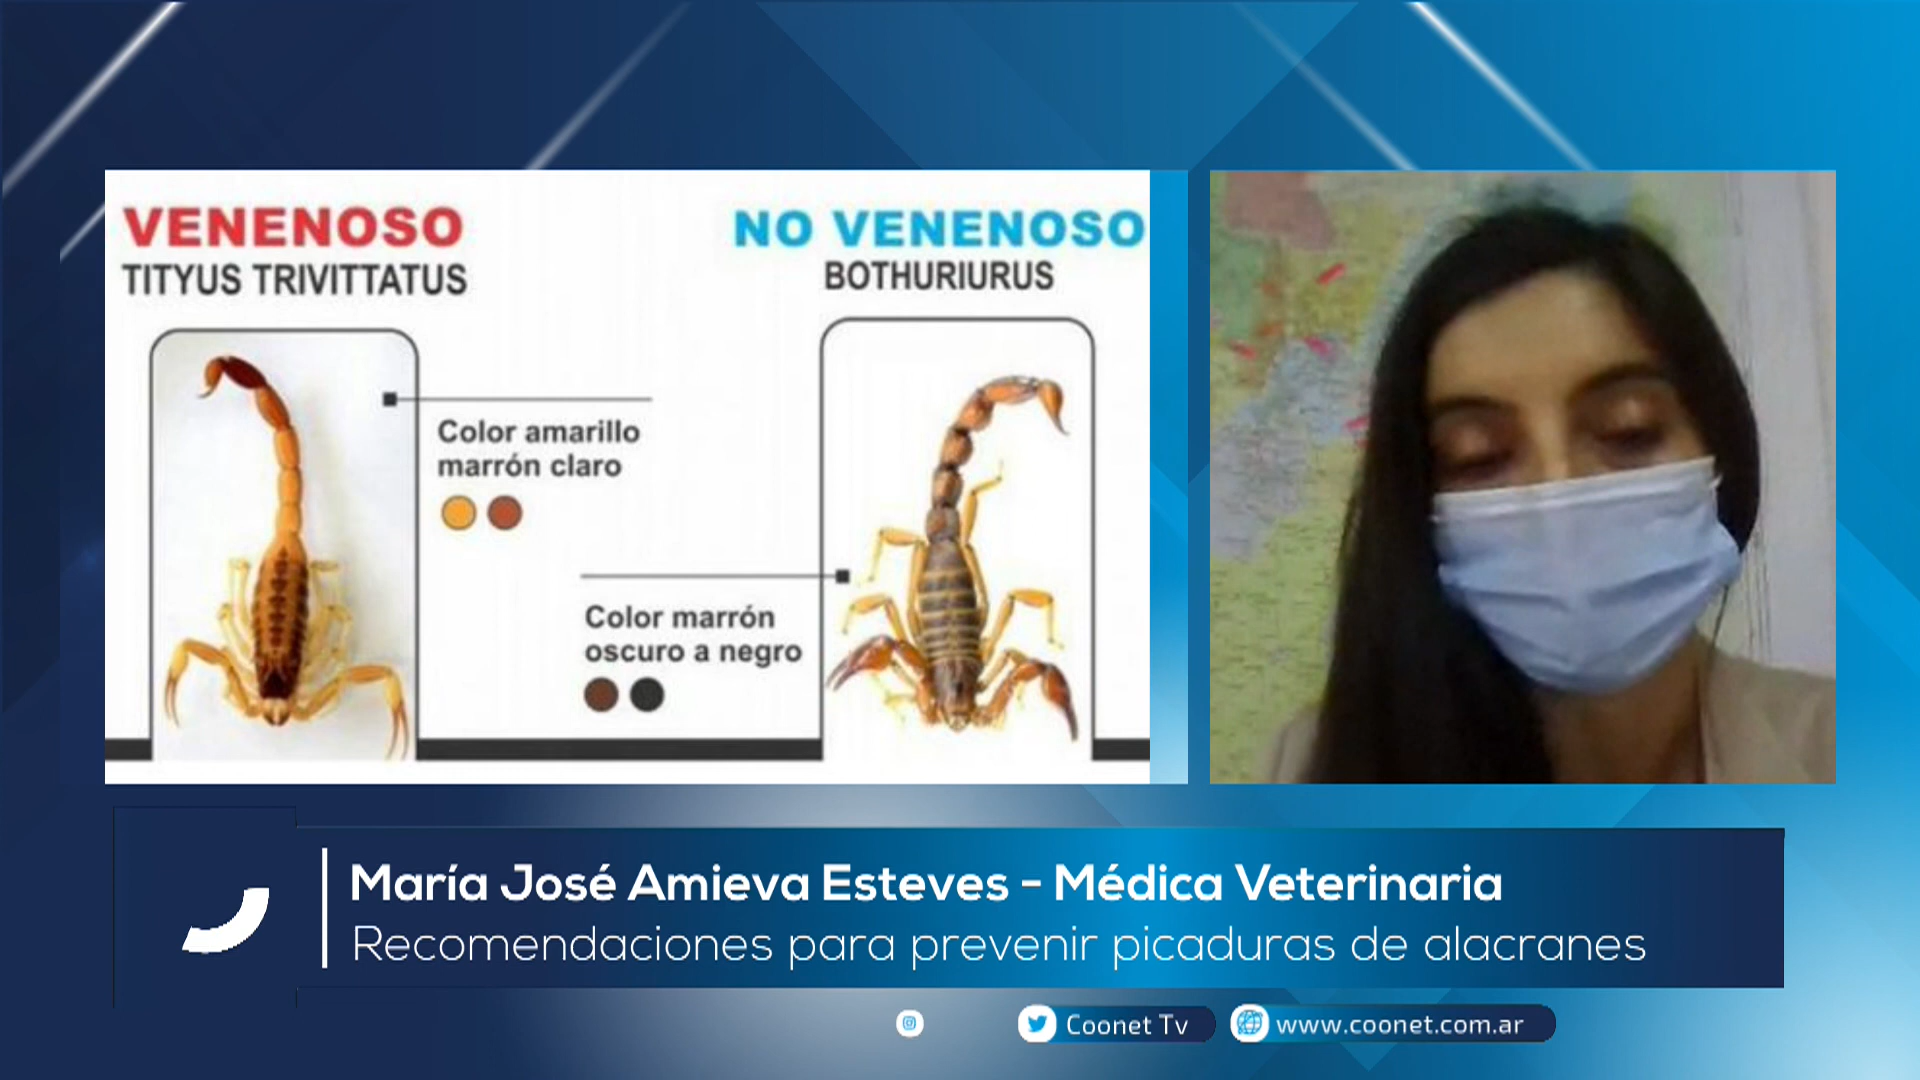 VENENOSO
TITYUS TRIVITTATUS
NO VENENOSO
BOTHURIURUS
Color amarillo
marrón claro
Color marrón
oscuro a negro
María José Amieva Esteves - Médica Veterinaria
Recomendaciones para prevenir picaduras de alacranes
Coonet Tv
www.coonet.com.ar